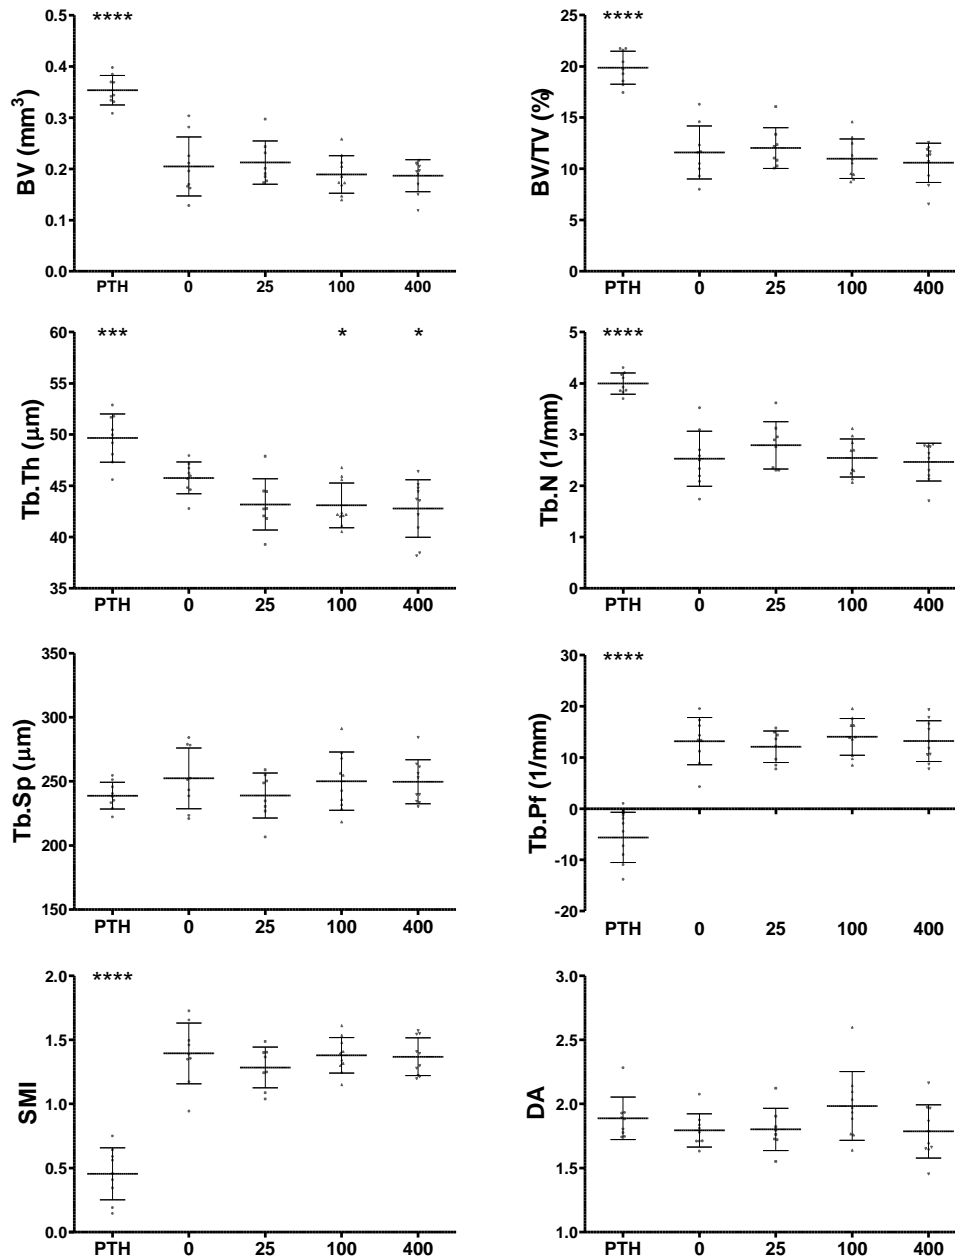 0.5
0.4
0.3
0.2
0.1
0.0
BV (mm3)
****
PTH 0 25 100 400
25
20
15
10
5
0
BV/TV (%)
****
PTH 0 25 100 400
60
55
50
45
40
35
Tb.Th (μm)
*** * *
PTH 0 25 100 400
5
4
3
2
1
0
Tb.N (1/mm)
****
PTH 0 25 100 400
350
300
250
200
150
Tb.Sp (μm)
PTH 0 25 100 400
30
20
10
0
-10
-20
Tb.Pf (1/mm)
****
PTH 0 25 100 400
2.0
1.5
1.0
0.5
0.0
SMI
****
PTH 0 25 100 400
3.0
2.5
2.0
1.5
1.0
DA
PTH 0 25 100 400